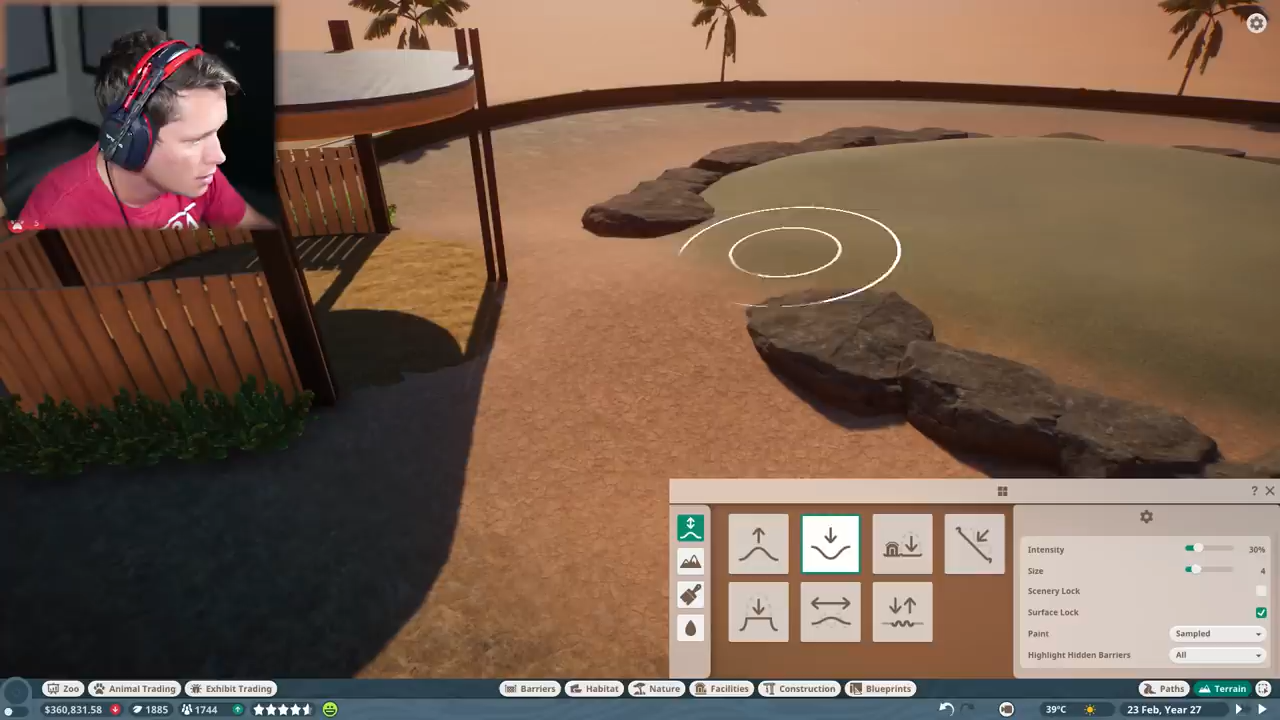 ? ×
Intensity 30%
Size 4
Scenery Lock
Surface Lock
Paint Sampled
Highlight Hidden Barriers All
Zoo Animal Trading Exhibit Trading Barriers Habitat Nature Facilities Construction Blueprints Paths Terrain
$360,831.58 1885 1744 39°C 23 Feb, Year 27